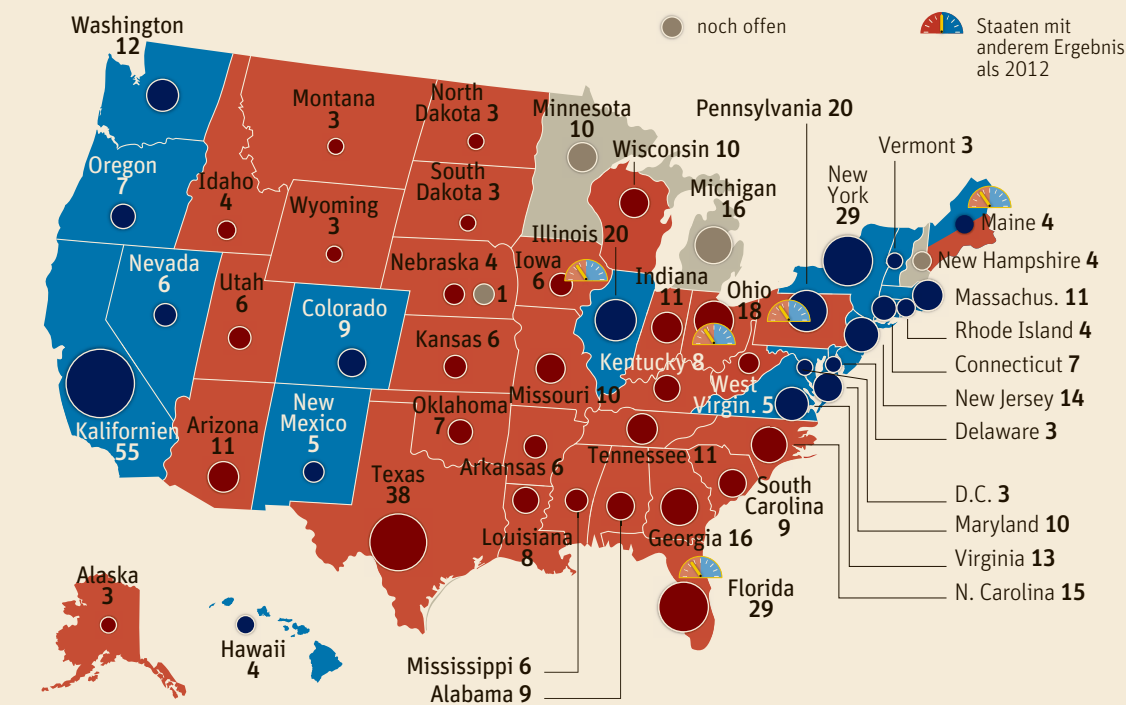 Washington
12
noch offen
Staaten mit
anderem Ergebnis
als 2012
Montana
3
North
Dakota 3
Minnesota
10
Pennsylvania 20
Wisconsin 10
Vermont 3
Oregon
7
Idaho
4
South
Dakota 3
Michigan
16
New
York
29
Wyoming
3
Maine 4
Illinois 20
Nevada
6
Nebraska 4
1
Iowa
6
Indiana
11
Ohio
18
New Hampshire 4
Utah
6
Colorado
9
Massachus. 11
Kansas 6
Rhode Island 4
Kentucky 8
Connecticut 7
Missouri 10
West
Virgin. 5
New Jersey 14
Kalifornien
55
Arizona
11
New
Mexico
5
Oklahoma
7
Delaware 3
Arkansas 6
Tennessee 11
Texas
38
South
Carolina
9
D.C. 3
Maryland 10
Louisiana
8
Georgia 16
Virginia 13
Alaska
3
Florida
29
N. Carolina 15
Hawaii
4
Mississippi 6
Alabama 9